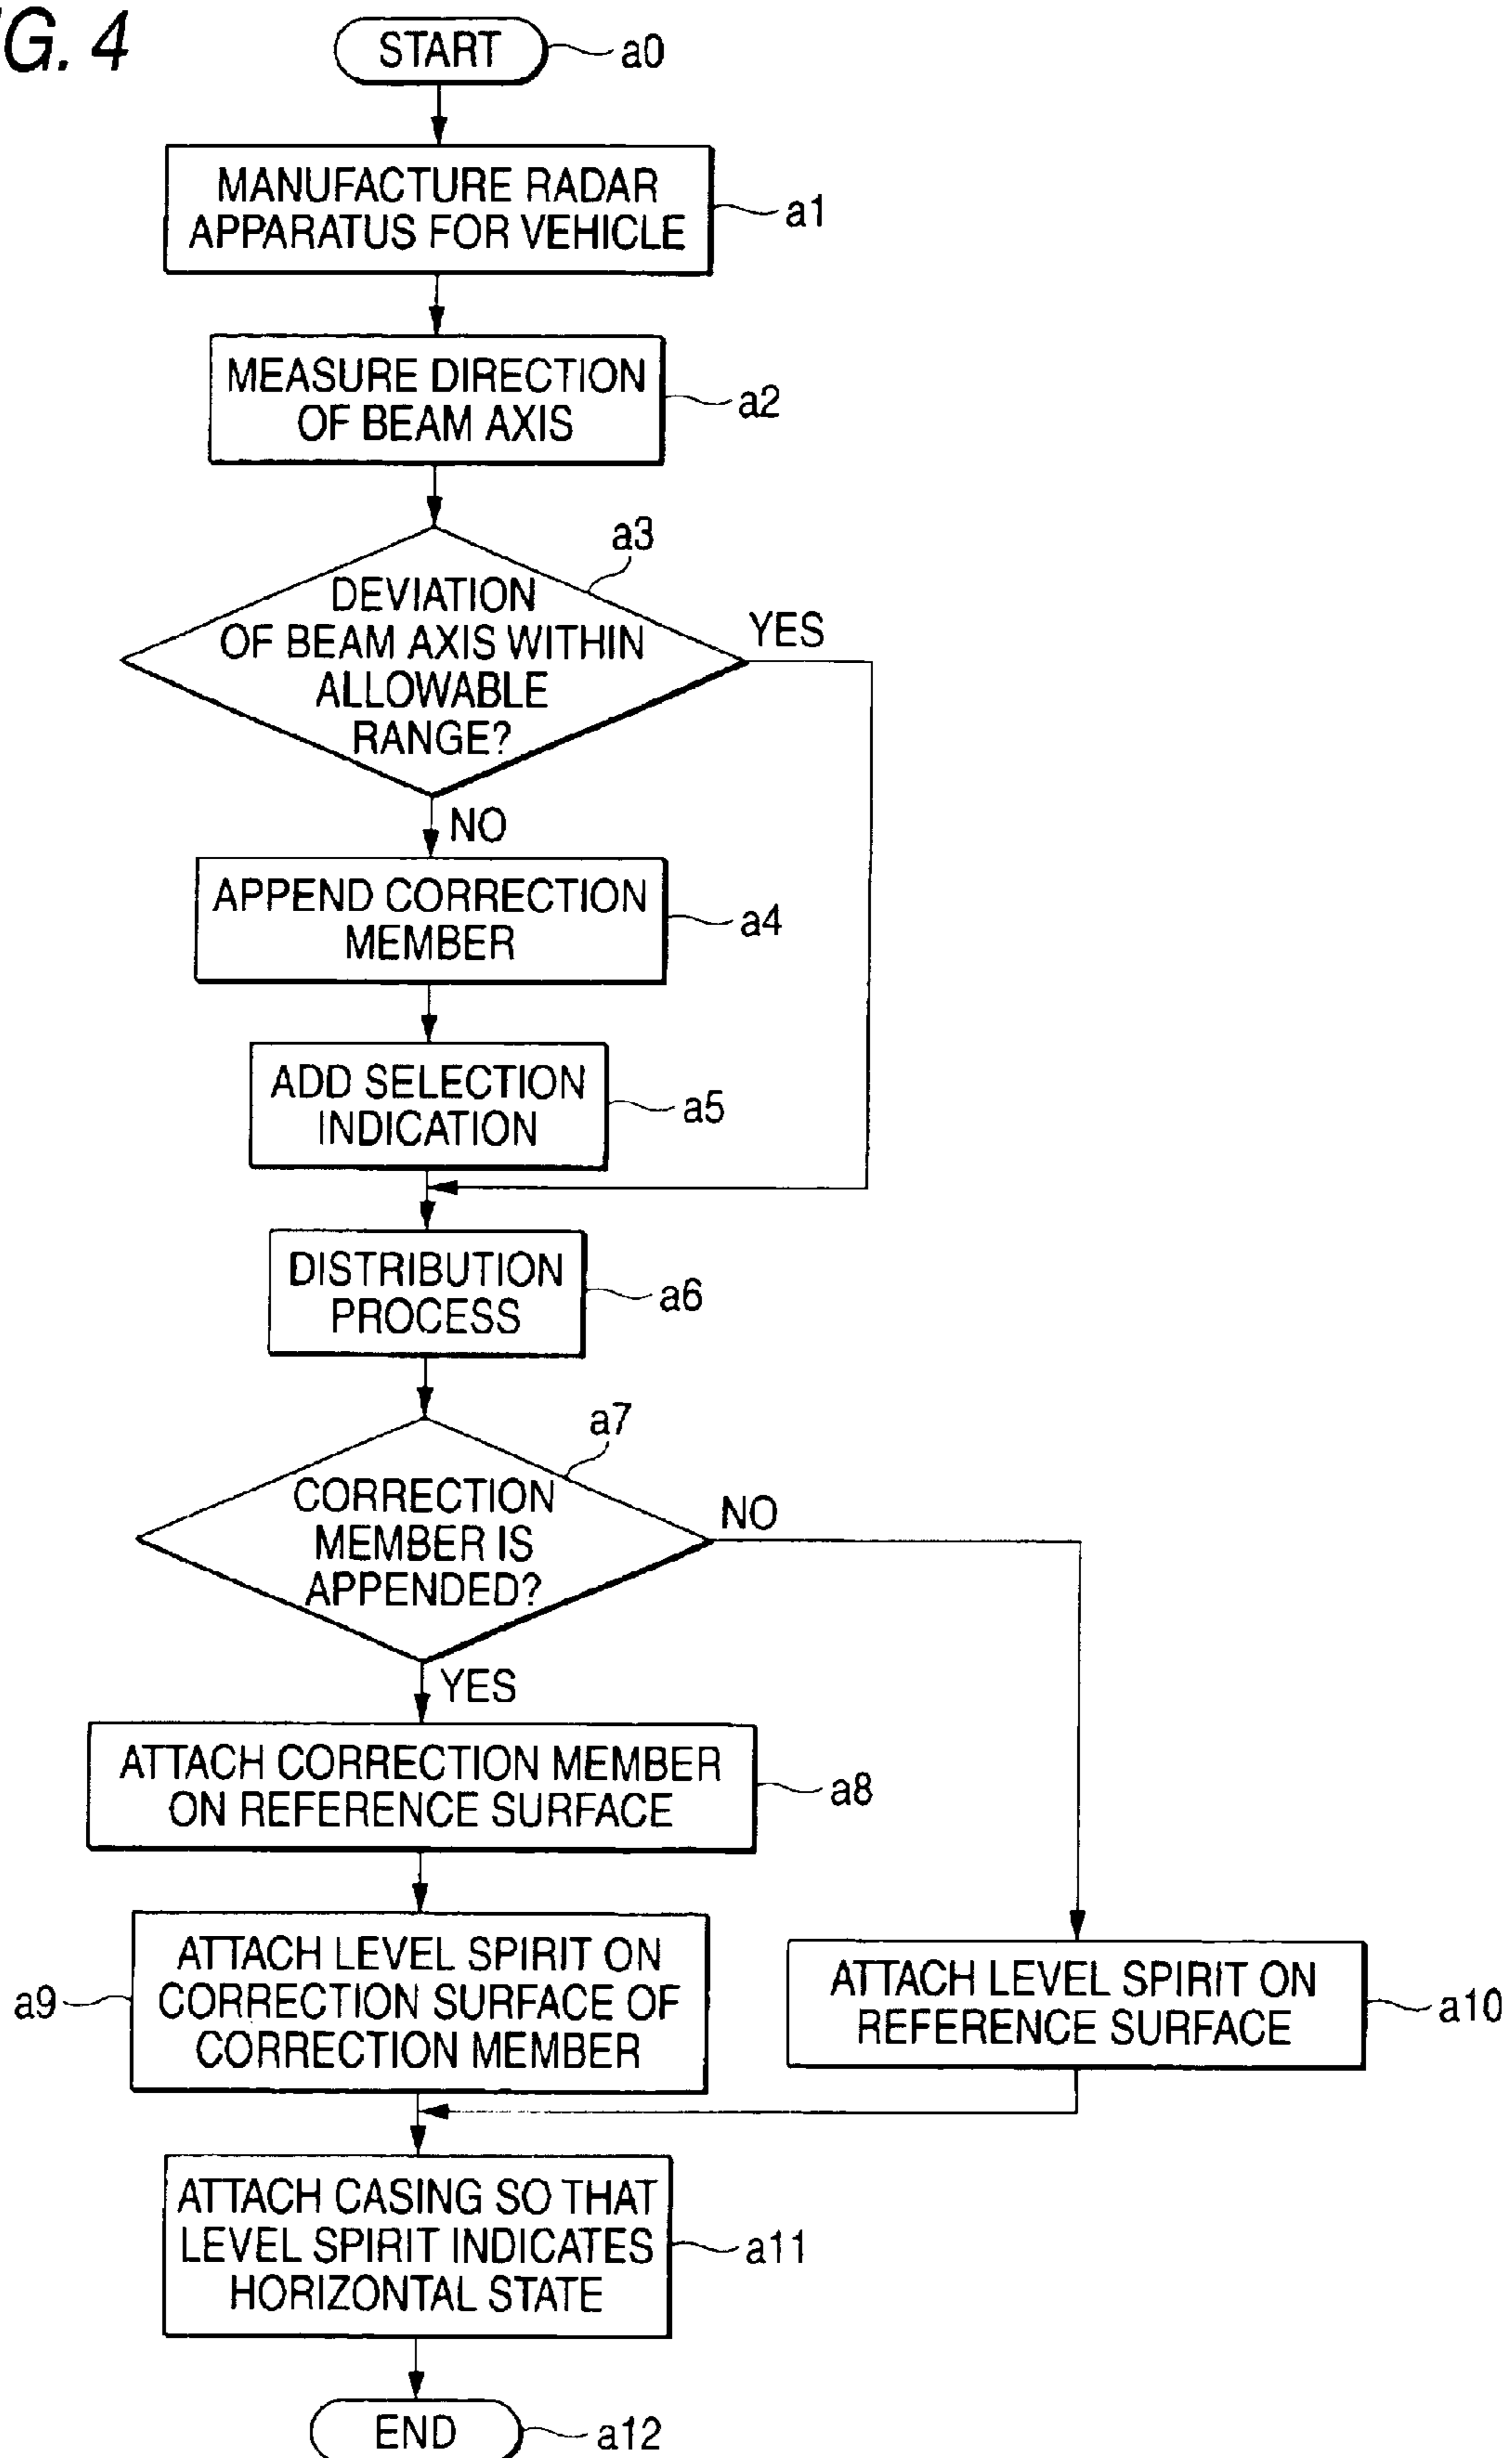 G. 4
START
a0
MANUFACTURE RADAR
APPARATUS FOR VEHICLE
a1
MEASURE DIRECTION
OF BEAM AXIS
a2
a3
DEVIATION
OF BEAM AXIS WITHIN
ALLOWABLE
RANGE?
YES
NO
APPEND CORRECTION
MEMBER
a4
ADD SELECTION
INDICATION
a5
DISTRIBUTION
PROCESS
a6
a7
CORRECTION
MEMBER IS
APPENDED?
NO
YES
ATTACH CORRECTION MEMBER
ON REFERENCE SURFACE
a8
a9
ATTACH LEVEL SPIRIT ON
CORRECTION SURFACE OF
CORRECTION MEMBER
ATTACH LEVEL SPIRIT ON
REFERENCE SURFACE
a10
ATTACH CASING SO THAT
LEVEL SPIRIT INDICATES
HORIZONTAL STATE
a11
END
a12